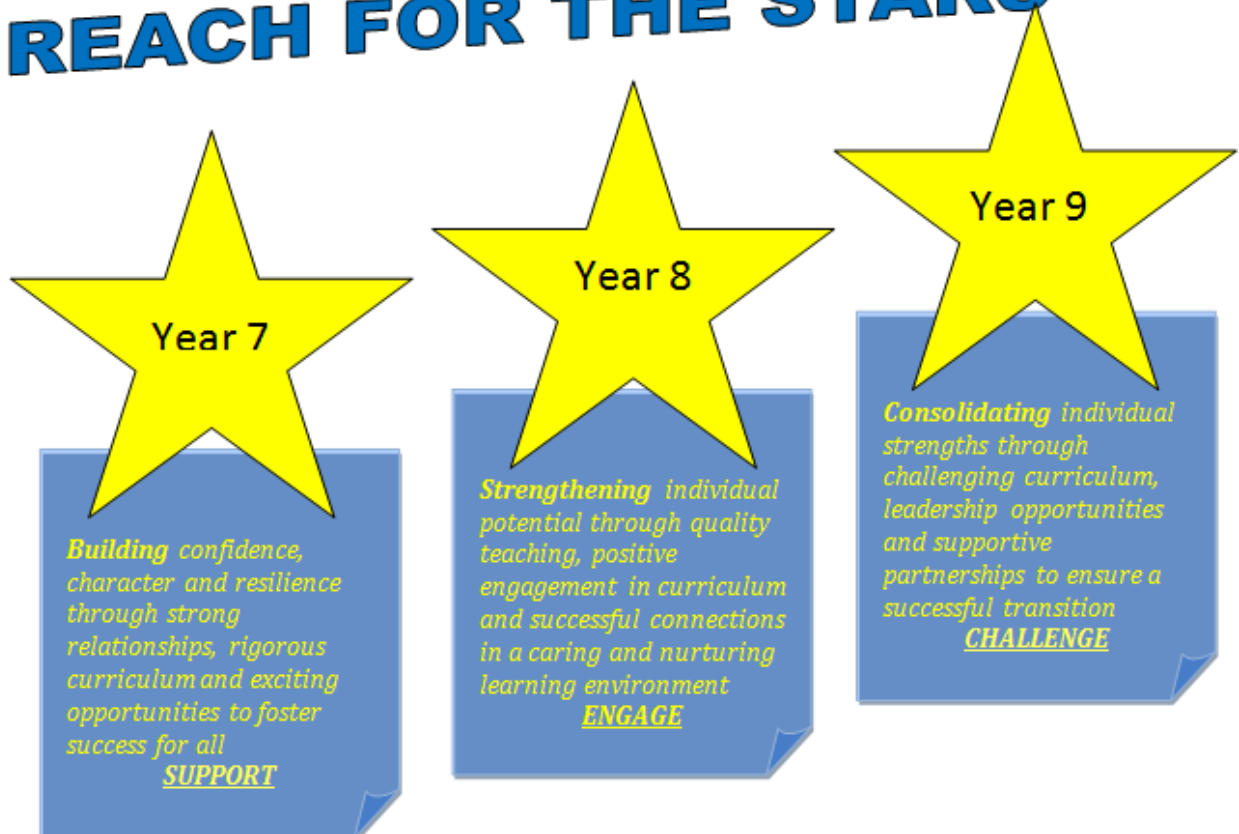 REACH FOR THE STARS
Year 7
Building confidence,
character and resilience
through strong
relationships, rigorous
curriculum and exciting
opportunities to foster
success for all
SUPPORT
Year 8
Strengthening individual
potential through quality
teaching, positive
engagement in curriculum
and successful connections
in a caring and nurturing
learning environment
ENGAGE
Year 9
Consolidating individual
strengths through
challenging curriculum,
leadership opportunities
and supportive
partnerships to ensure a
successful transition
CHALLENGE